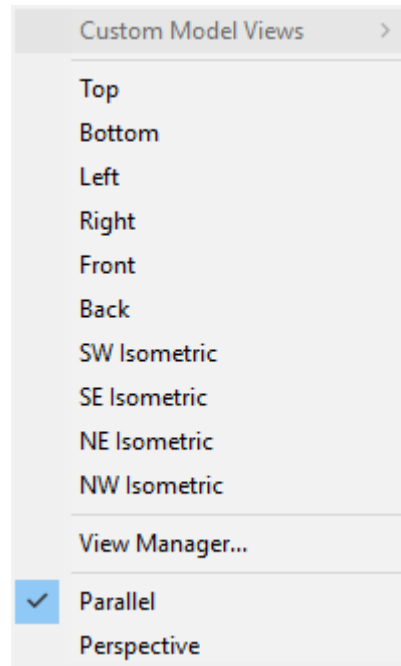 Custom Model Views
Top
Bottom
Left
Right
Front
Back
SW Isometric
SE Isometric
NE Isometric
NW Isometric
View Manager...
Parallel
Perspective